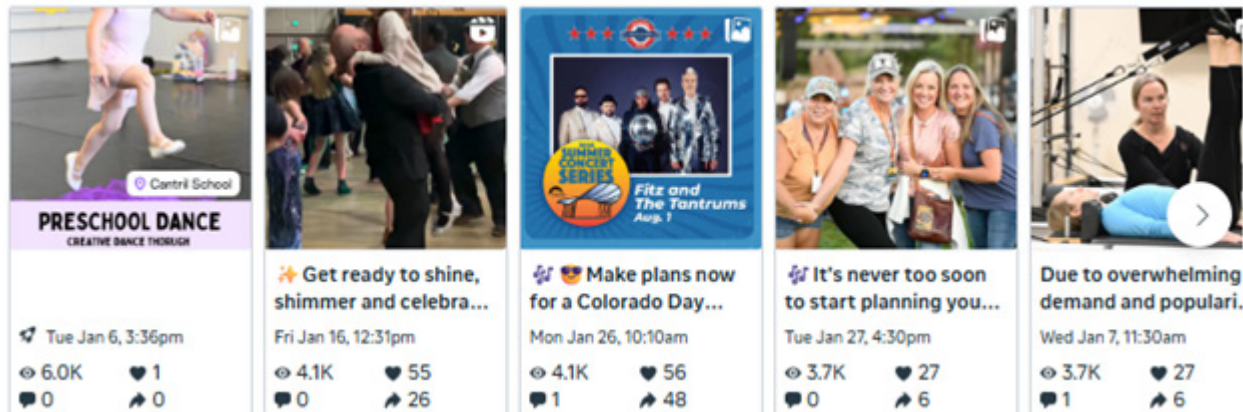 Cantril School
PRESCHOOL DANCE
CREATIVE DANCE THORUGH
Tue Jan 6, 3:36pm
6.0K 1
0 0
✨ Get ready to shine,
shimmer and celebra...
Fri Jan 16, 12:31pm
4.1K 55
0 26
SUMMER
CONCERT
SERIES
Fitz and
The Tantrums
Aug. 1
🎶 😎 Make plans now
for a Colorado Day...
Mon Jan 26, 10:10am
4.1K 56
1 48
🎶 It's never too soon
to start planning you...
Tue Jan 27, 4:30pm
3.7K 27
0 6
Due to overwhelming
demand and populari.
Wed Jan 7, 11:30am
3.7K 27
1 6